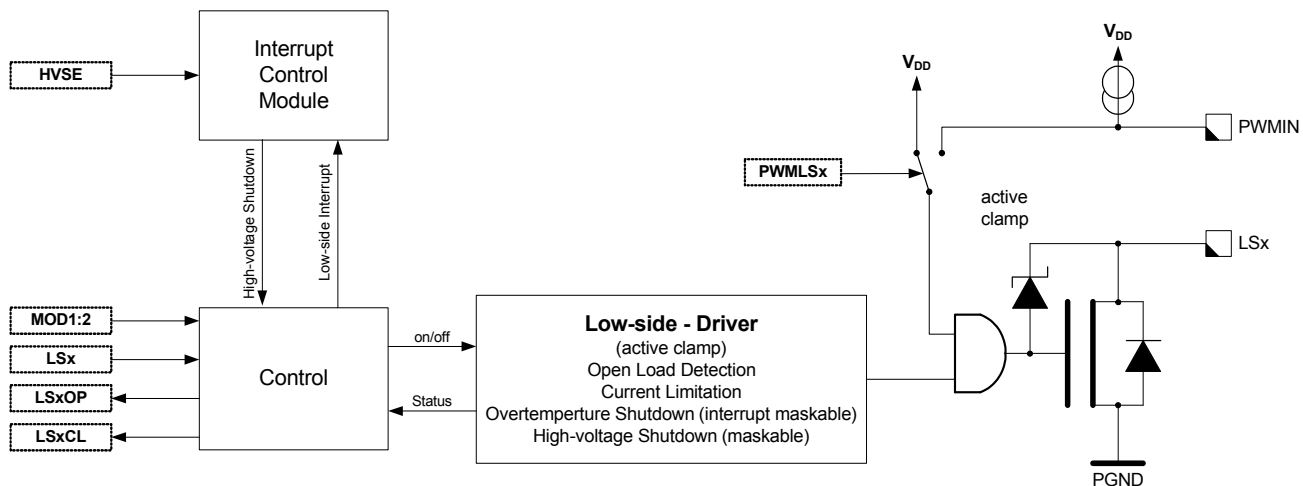 HVSE
Interrupt
Control
Module
High-voltage Shutdown
Low-side Interrupt
VDD
VDD
PWMIN
PWMLSx
active
clamp
LSx
MOD1:2
LSx
LSxOP
LSxCL
Control
on/off
Status
Low-side - Driver
(active clamp)
Open Load Detection
Current Limitation
Overtemperture Shutdown (interrupt maskable)
High-voltage Shutdown (maskable)
PGND